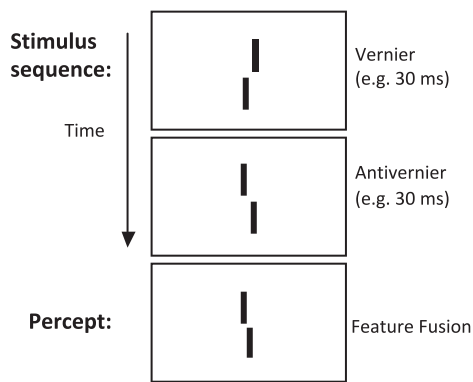 Stimulus
sequence:
Time
Vernier
(e.g. 30 ms)
Antivernier
(e.g. 30 ms)
Percept:
Feature Fusion